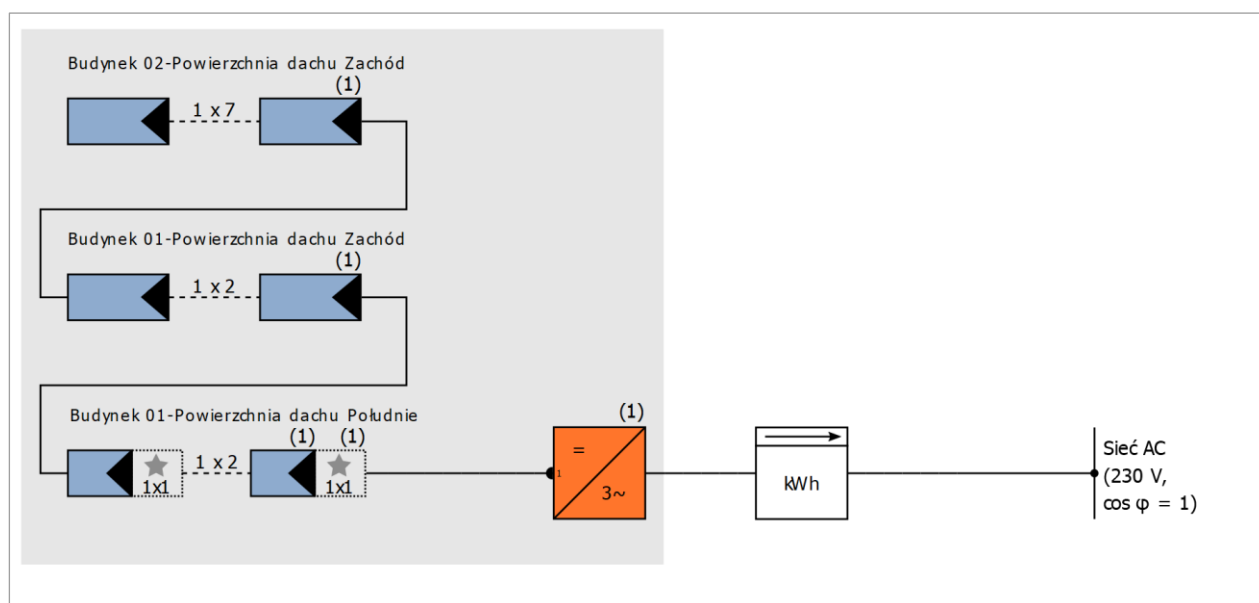 Budynek 02-Powierzchnia dachu Zachód
(1)
1 x 7
Budynek 01-Powierzchnia dachu Zachód
(1)
1 x 2
Budynek 01-Powierzchnia dachu Południe
(1) (1)
1 x 2
1x1
1x1
(1)
=
1
3~
kWh
Sieć AC
(230 V,
cos φ = 1)